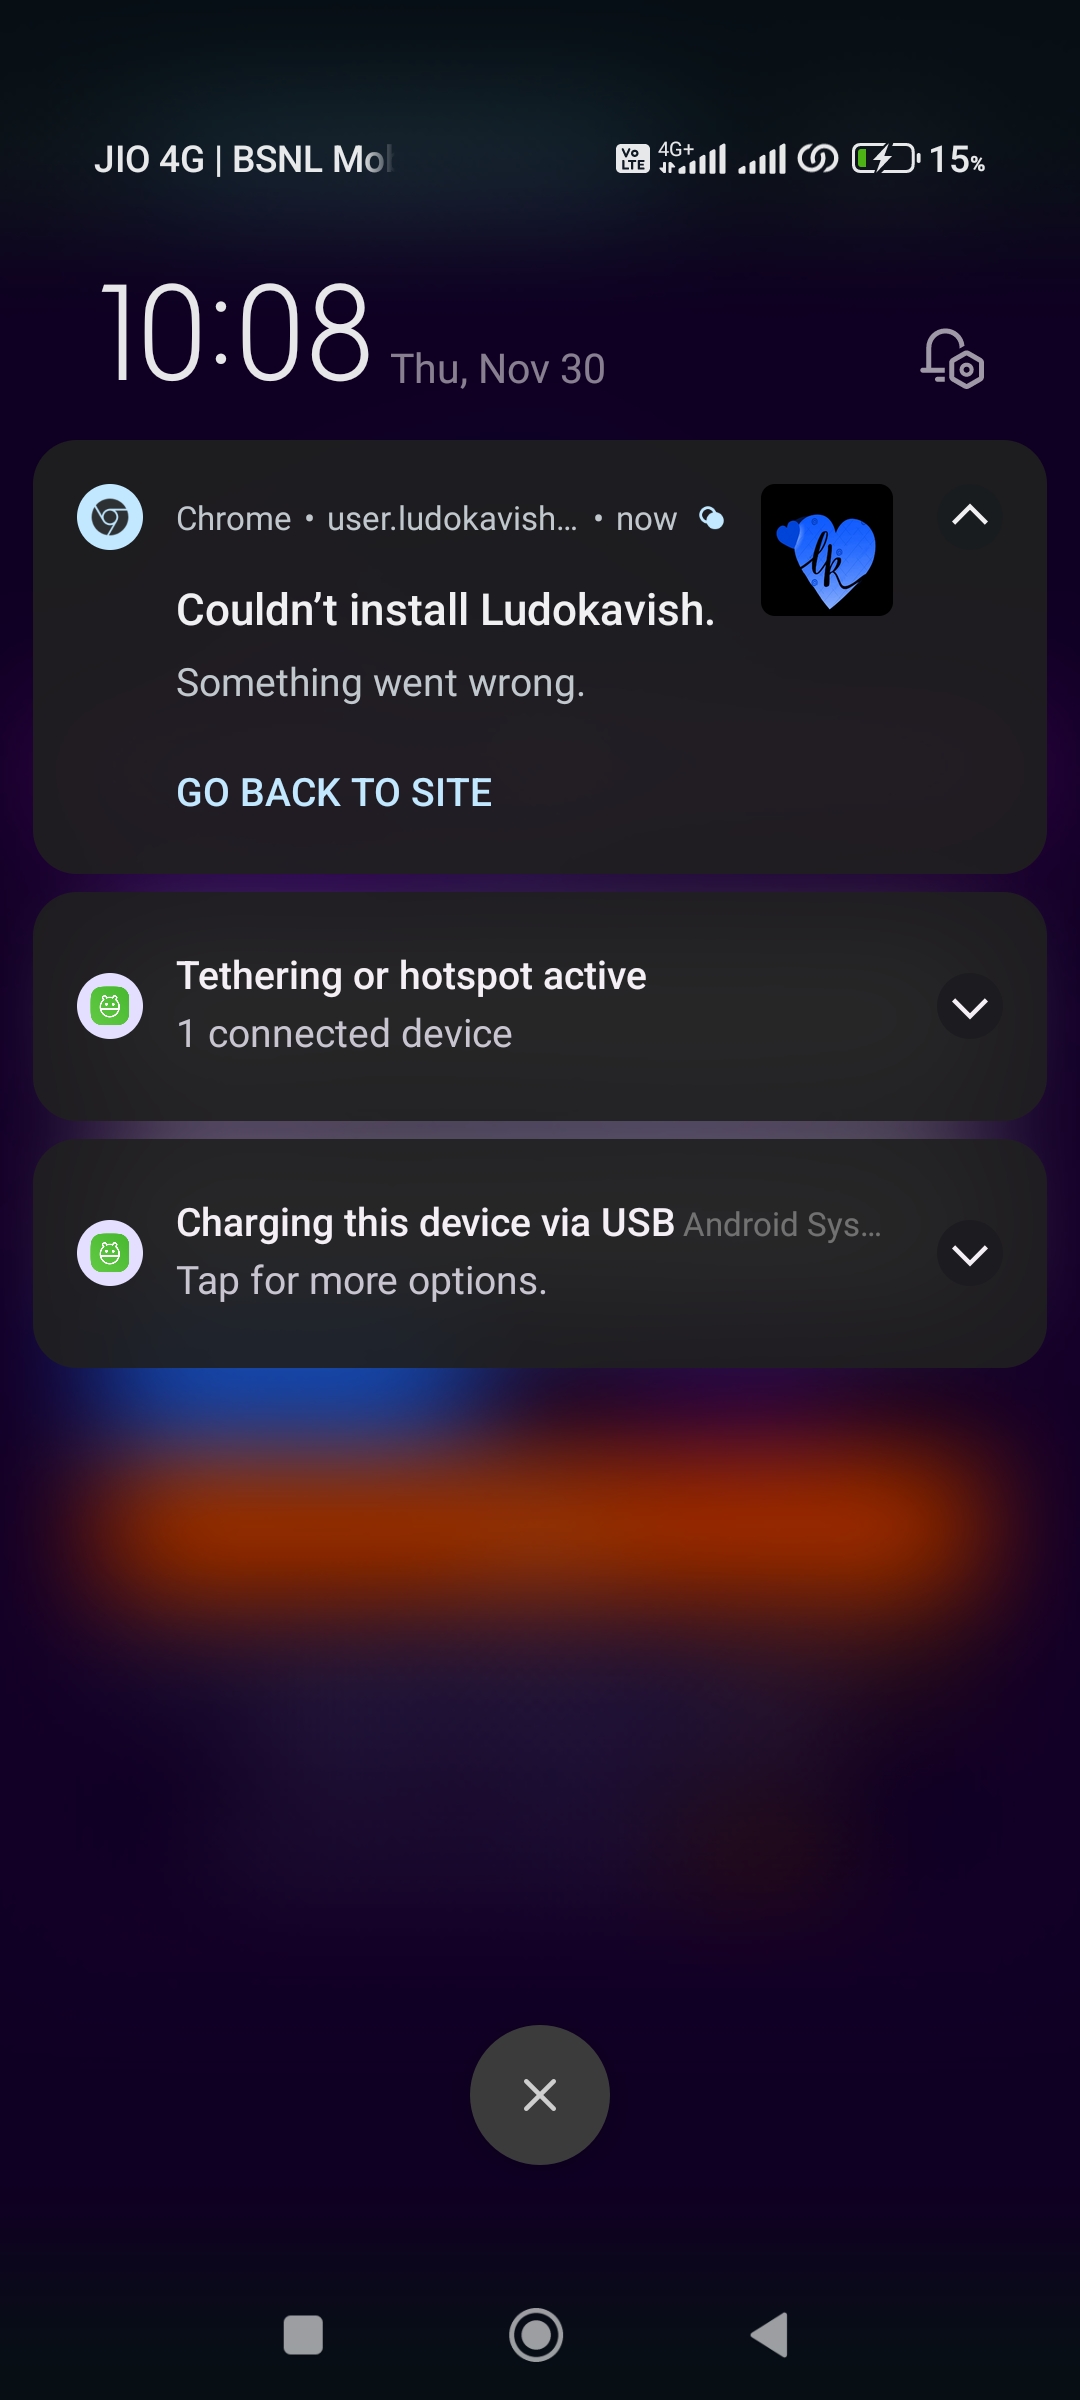 JIO 4G | BSNL Mo
Vo LTE 4G+ 15%
10:08 Thu, Nov 30
Chrome • user.ludokavish... • now
lk
Couldn’t install Ludokavish.
Something went wrong.
GO BACK TO SITE
Tethering or hotspot active
1 connected device
Charging this device via USB Android Sys...
Tap for more options.